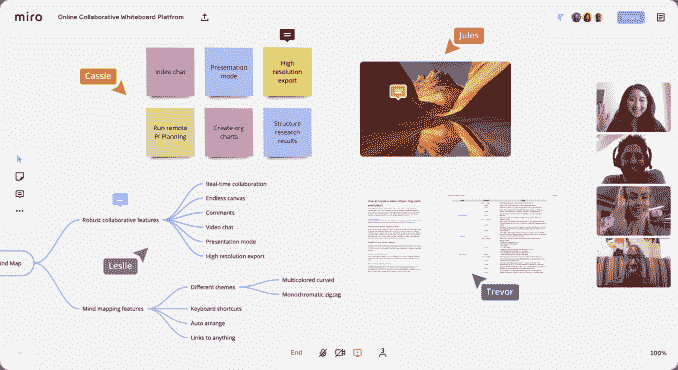 miro
Online Collaborative Whiteboard Platfrom
Jules
Cassie
Video chat
Presentation
mode
High
resolution
export
Run remote
PI Planning
Create org
charts
Structure
research
results
Real-time collaboration
Endless canvas
Comments
Robust collaborative features
Video chat
Presentation mode
High resolution export
Leslie
ind Map
Different themes
Multicolored curved
Monochromatic zigzag
Mind mapping features
Keyboard shortcuts
Auto arrange
Links to anything
Trevor
End
100%